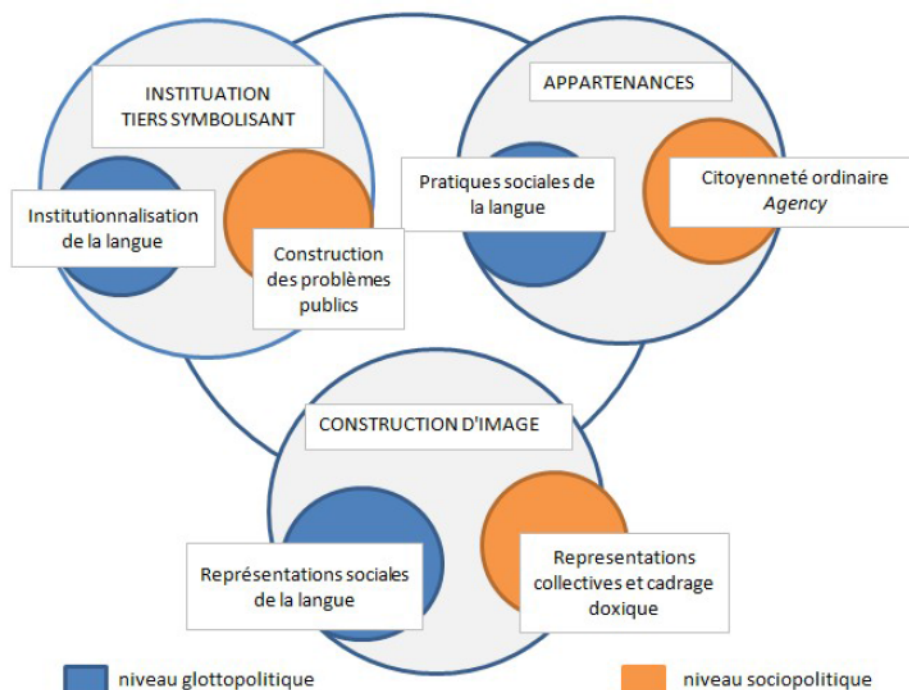 INSTITUATION
TIERS SYMBOLISANT
Institutionnalisation
de la langue
Construction
des problèmes
publics
APPARTENANCES
Pratiques sociales de
la langue
Citoyenneté ordinaire
Agency
CONSTRUCTION D'IMAGE
Représentations sociales
de la langue
Representations
collectives et cadrage
doxique
niveau glottopolitique
niveau sociopolitique